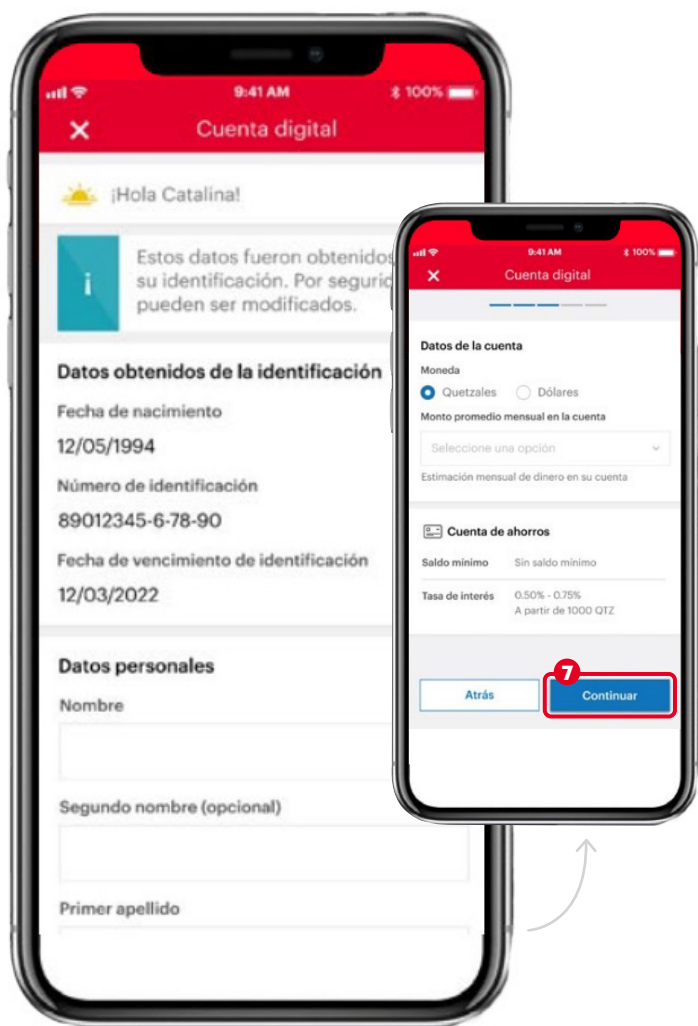 9:41 AM
100%
Cuenta digital
¡Hola Catalina!
Estos datos fueron obtenidos
su identificación. Por
pueden ser modificados.
Datos obtenidos de la identificación
Fecha de nacimiento
12/05/1994
Número de identificación
89012345-6-78-90
Fecha de vencimiento de identificación
12/03/2022
Datos personales
Nombre
Segundo nombre (opcional)
Primer apellido
9:41 AM
100%
Cuenta digital
Datos de la cuenta
Moneda
Quetzales Dólares
Monto promedio mensual en la cuenta
Seleccione una opción
Estimación mensual de dinero en su cuenta
Cuenta de ahorros
Saldo mínimo Sin saldo mínimo
Tasa de interés 0.50% - 0.75%
A partir de 1000 QTZ
7
Atrás Continuar